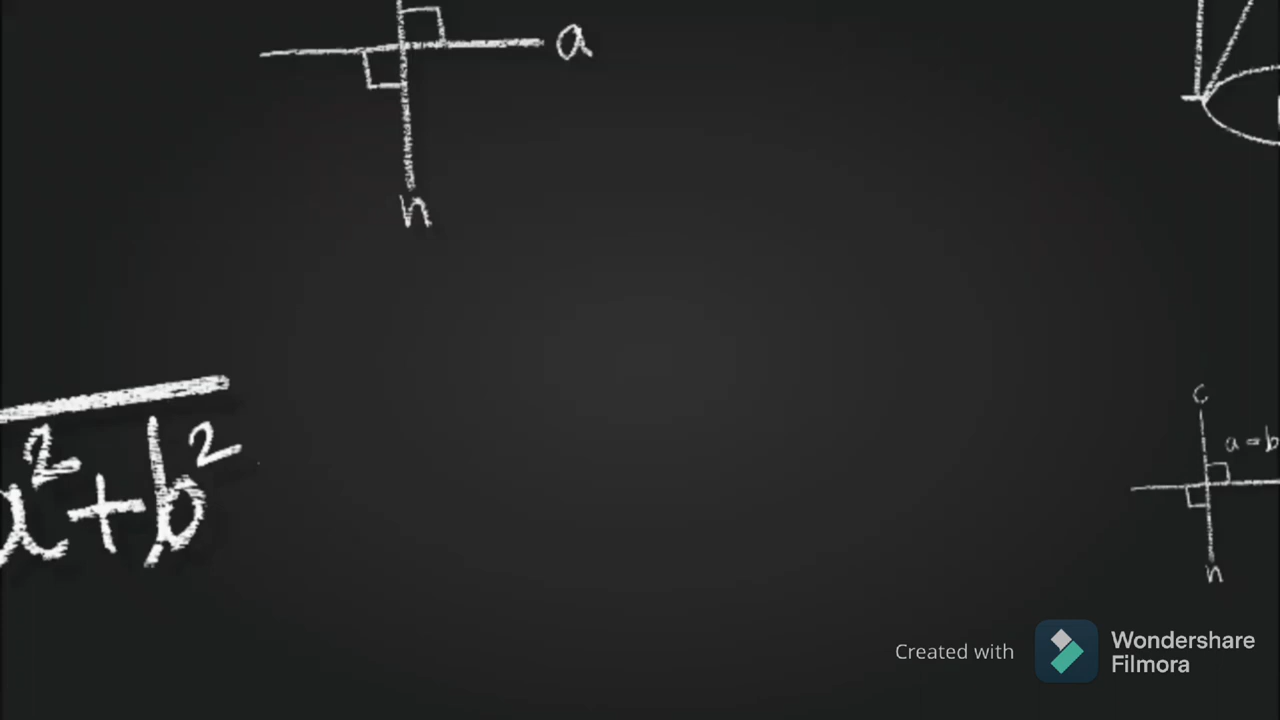 a
n
a²+b²
c
a=b
n
Created with
Wondershare
Filmora